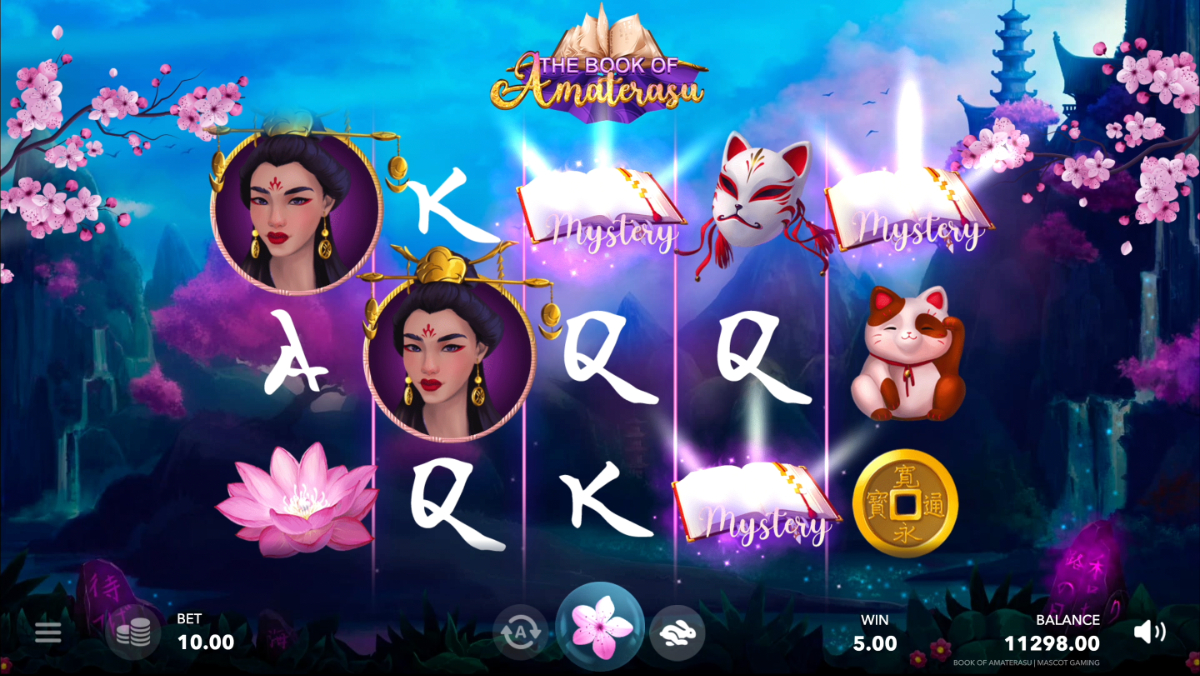 THE BOOK OF
Amaterasu
K
Mystery
Mystery
A
Q
Q
Q
K
Mystery
寛
寶 通
永
待
BET
10.00
A
WIN
5.00
BALANCE
11298.00
BOOK OF AMATERASU | MASCOT GAMING